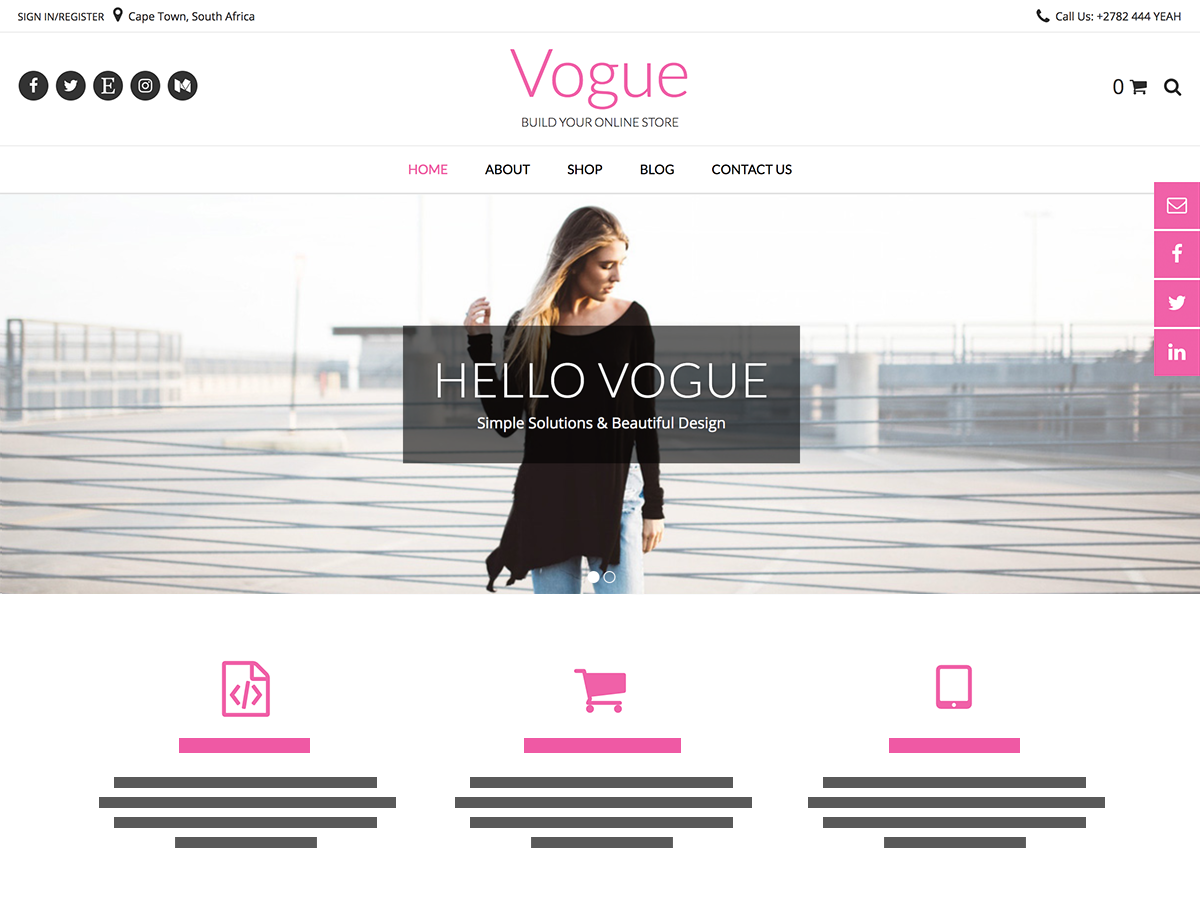 SIGN IN/REGISTER Cape Town, South Africa Call Us: +2782 444 YEAH
Vogue
BUILD YOUR ONLINE STORE
0
HOME ABOUT SHOP BLOG CONTACT US
HELLO VOGUE
Simple Solutions & Beautiful Design